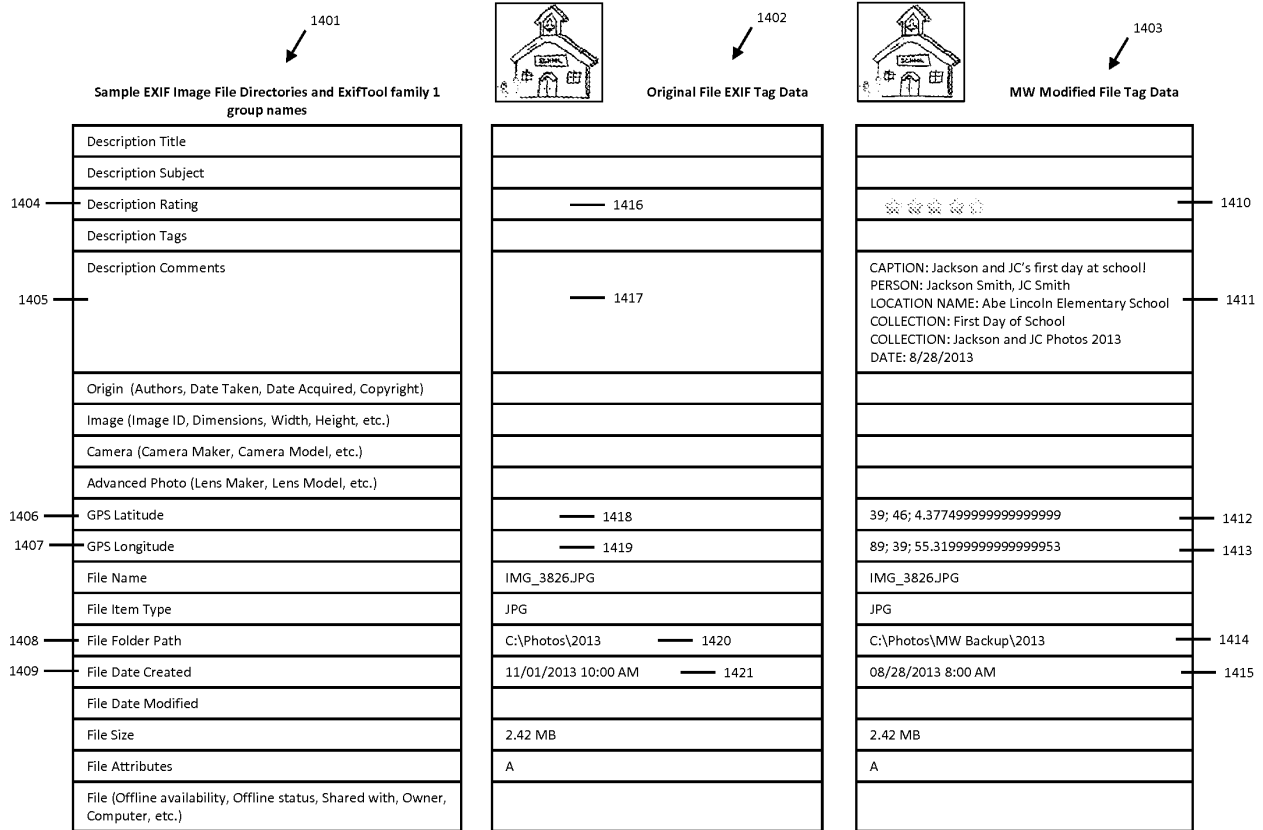 1401
1402
1403
SCHOOL
SCHOOL
Sample EXIF Image File Directories and ExifTool family 1
group names
Original File EXIF Tag Data
MW Modified File Tag Data
Description Title
Description Subject
1404 Description Rating 1416 1410
Description Tags
Description Comments
1405 1417 1411
CAPTION: Jackson and JC's first day at school!
PERSON: Jackson Smith, JC Smith
LOCATION NAME: Abe Lincoln Elementary School
COLLECTION: First Day of School
COLLECTION: Jackson and JC Photos 2013
DATE: 8/28/2013
Origin (Authors, Date Taken, Date Acquired, Copyright)
Image (Image ID, Dimensions, Width, Height, etc.)
Camera (Camera Maker, Camera Model, etc.)
Advanced Photo (Lens Maker, Lens Model, etc.)
1406 GPS Latitude 1418 39; 46; 4.377499999999999999 1412
1407 GPS Longitude 1419 89; 39; 55.31999999999999953 1413
File Name IMG_3826.JPG IMG_3826.JPG
File Item Type JPG JPG
1408 File Folder Path C:\Photos\2013 1420 C:\Photos\MW Backup\2013 1414
1409 File Date Created 11/01/2013 10:00 AM 1421 08/28/2013 8:00 AM 1415
File Date Modified
File Size 2.42 MB 2.42 MB
File Attributes A A
File (Offline availability, Offline status, Shared with, Owner,
Computer, etc.)